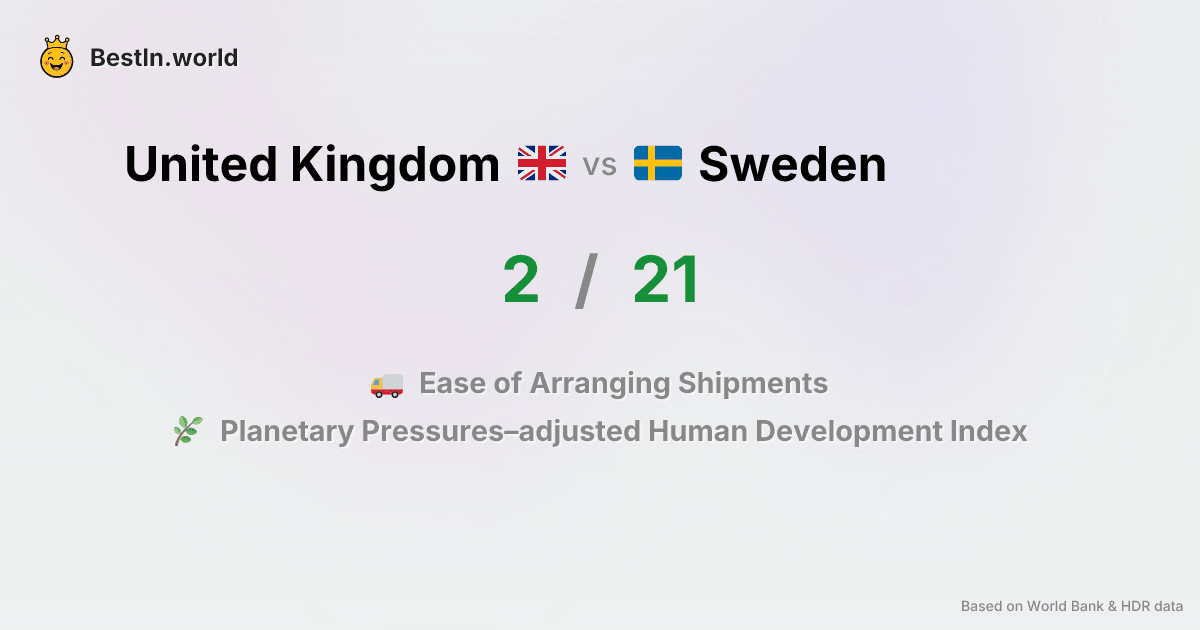 BestIn.world
United Kingdom vs Sweden
2 / 21
Ease of Arranging Shipments
Planetary Pressures–adjusted Human Development Index
Based on World Bank & HDR data